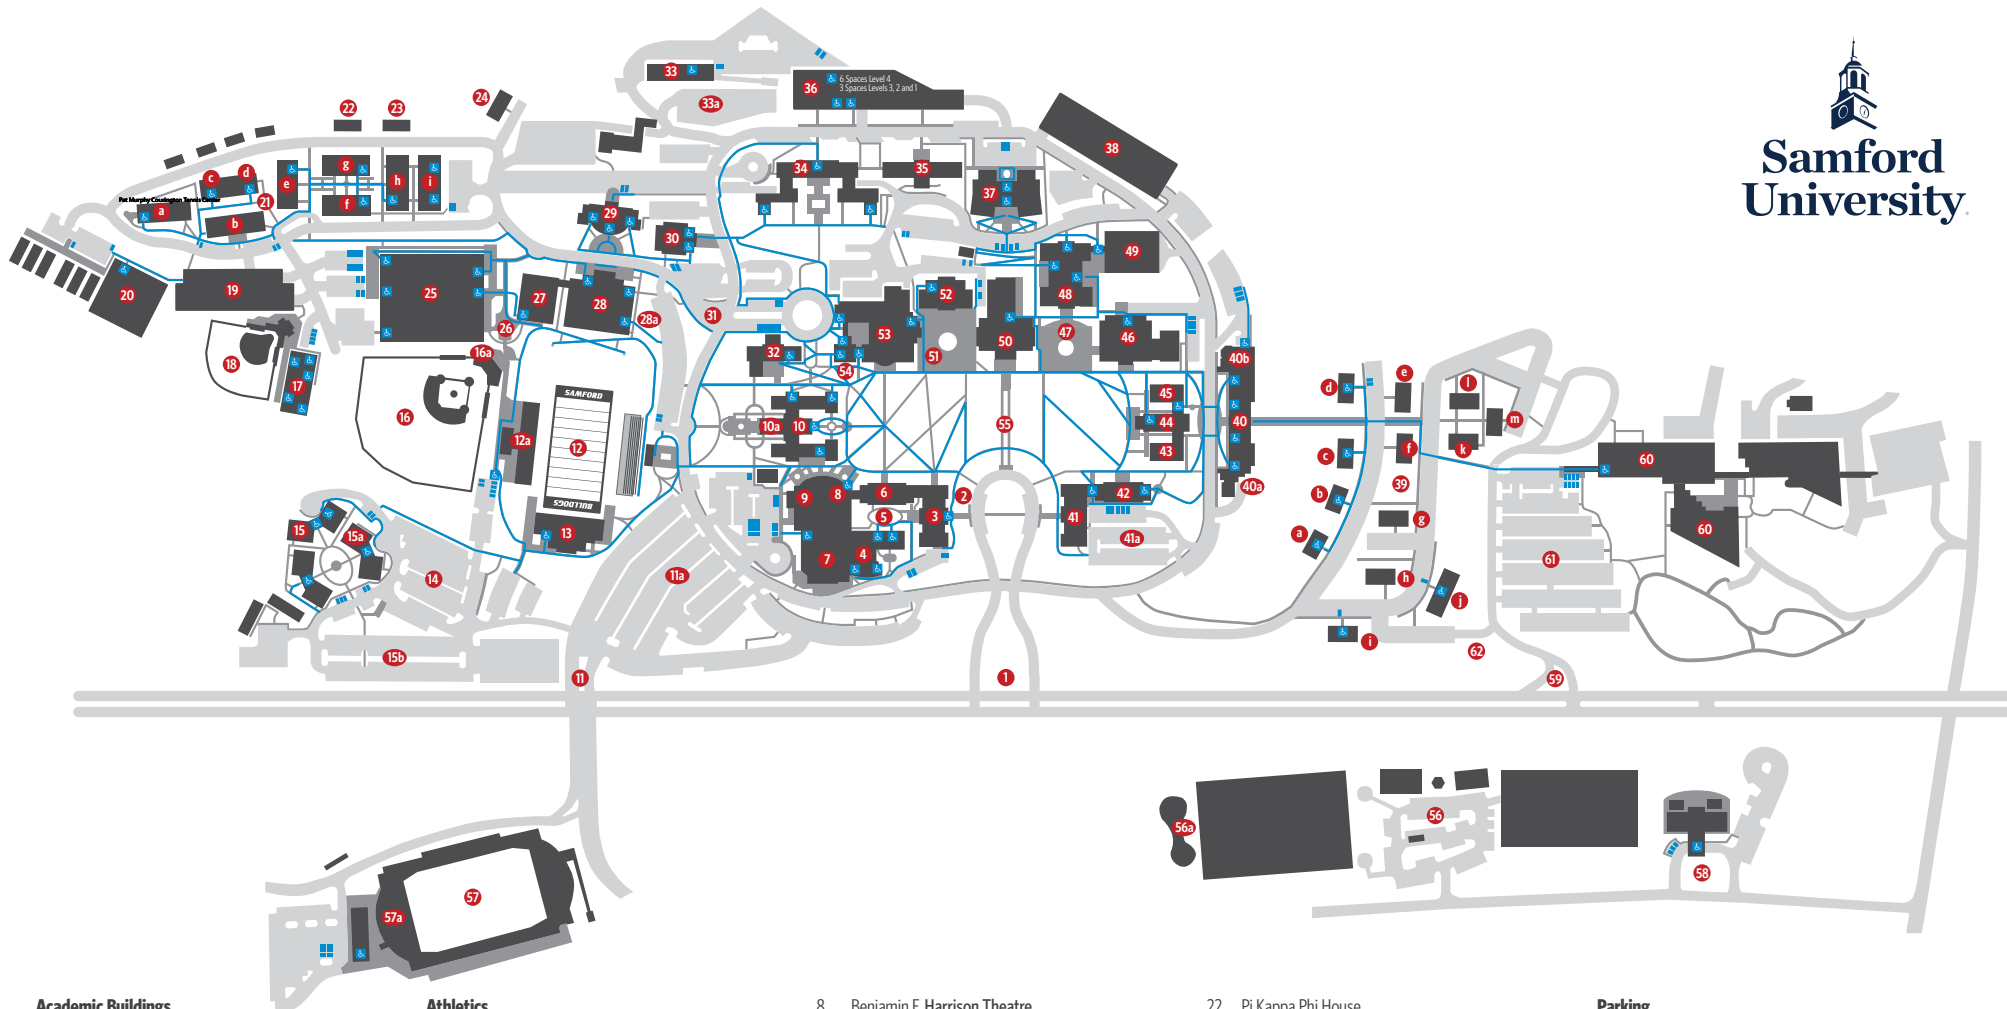 Samford
University
6 Spaces Level 4
3 Spaces Levels 3, 2 and 1
33
36
22
23
24
33a
38
c
d
g
e
h
i
34
35
37
Pat Murphy Courington Tennis Center
a
21
f
b
29
30
49
20
19
25
27
28
52
48
26
28a
31
53
47
46
51
50
18
16a
32
54
40b
17
d
e
l
16
45
SAMFORD
12a
12
10a
10
55
44
40
m
43
f
k
c
60
9
8
6
2
42
40a
39
b
BULLDOGS
5
3
41
g
60
15
15a
13
a
41a
7
4
61
14
11a
h
j
i
15b
62
11
1
59
56
56a
58
57
57a
Academic Buildings
Athletics
8 Benjamin F. Harrison Theatre
22 Pi Kappa Phi House
Parking